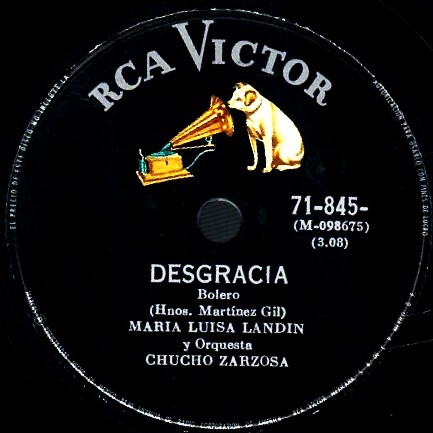 RCA VICTOR
71-845-
(M-098675)
(3.08)
DESGRACIA
Bolero
(Hnos. Martínez Gil)
MARIA LUISA LANDIN
y Orquesta
CHUCHO ZARZOSA